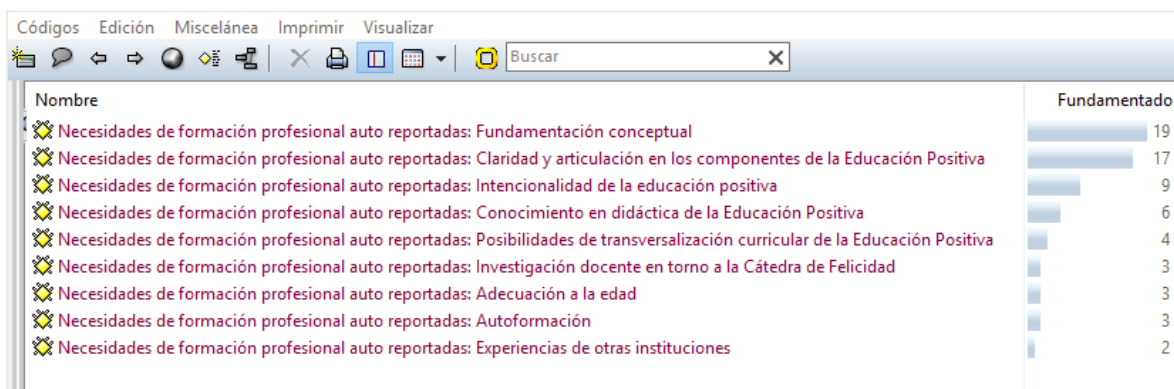 Códigos Edición Miscelánea Imprimir Visualizar
Buscar
Nombre Fundamentado
Necesidades de formación profesional auto reportadas: Fundamentación conceptual 19
Necesidades de formación profesional auto reportadas: Claridad y articulación en los componentes de la Educación Positiva 17
Necesidades de formación profesional auto reportadas: Intencionalidad de la educación positiva 9
Necesidades de formación profesional auto reportadas: Conocimiento en didáctica de la Educación Positiva 6
Necesidades de formación profesional auto reportadas: Posibilidades de transversalización curricular de la Educación Positiva 4
Necesidades de formación profesional auto reportadas: Investigación docente en torno a la Cátedra de Felicidad 3
Necesidades de formación profesional auto reportadas: Adecuación a la edad 3
Necesidades de formación profesional auto reportadas: Autoformación 3
Necesidades de formación profesional auto reportadas: Experiencias de otras instituciones 2